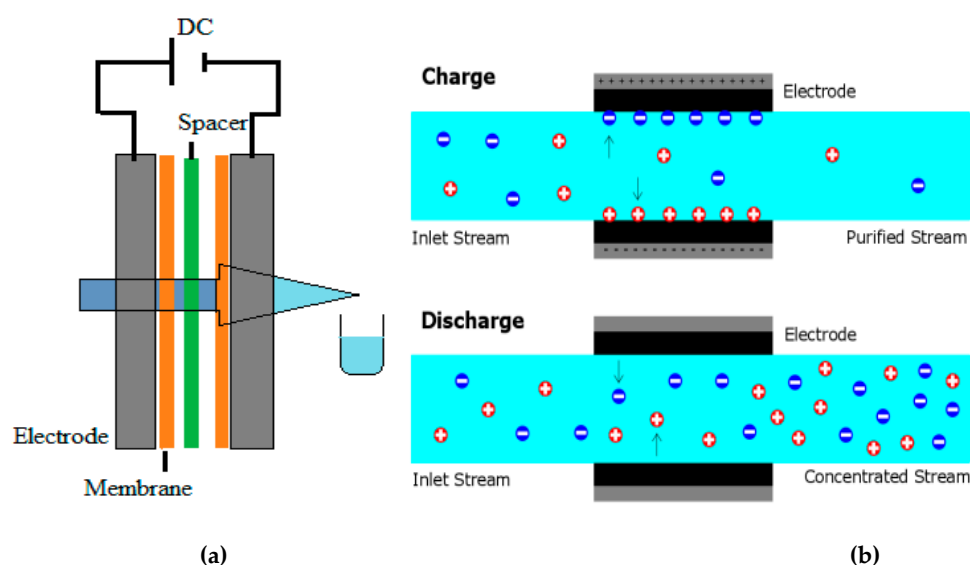 DC
Spacer
Electrode
Membrane
(a)
Charge
Electrode
Inlet Stream
Purified Stream
Discharge
Electrode
Inlet Stream
Concentrated Stream
(b)